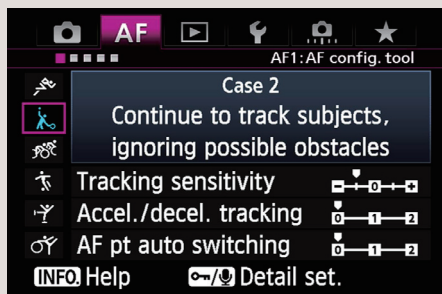 AF
AF1:AF config. tool
Case 2
Continue to track subjects,
ignoring possible obstacles
Tracking sensitivity - 0 +
Accel./decel. tracking 0 1 2
AF pt auto switching 0 1 2
INFO. Help / Detail set.